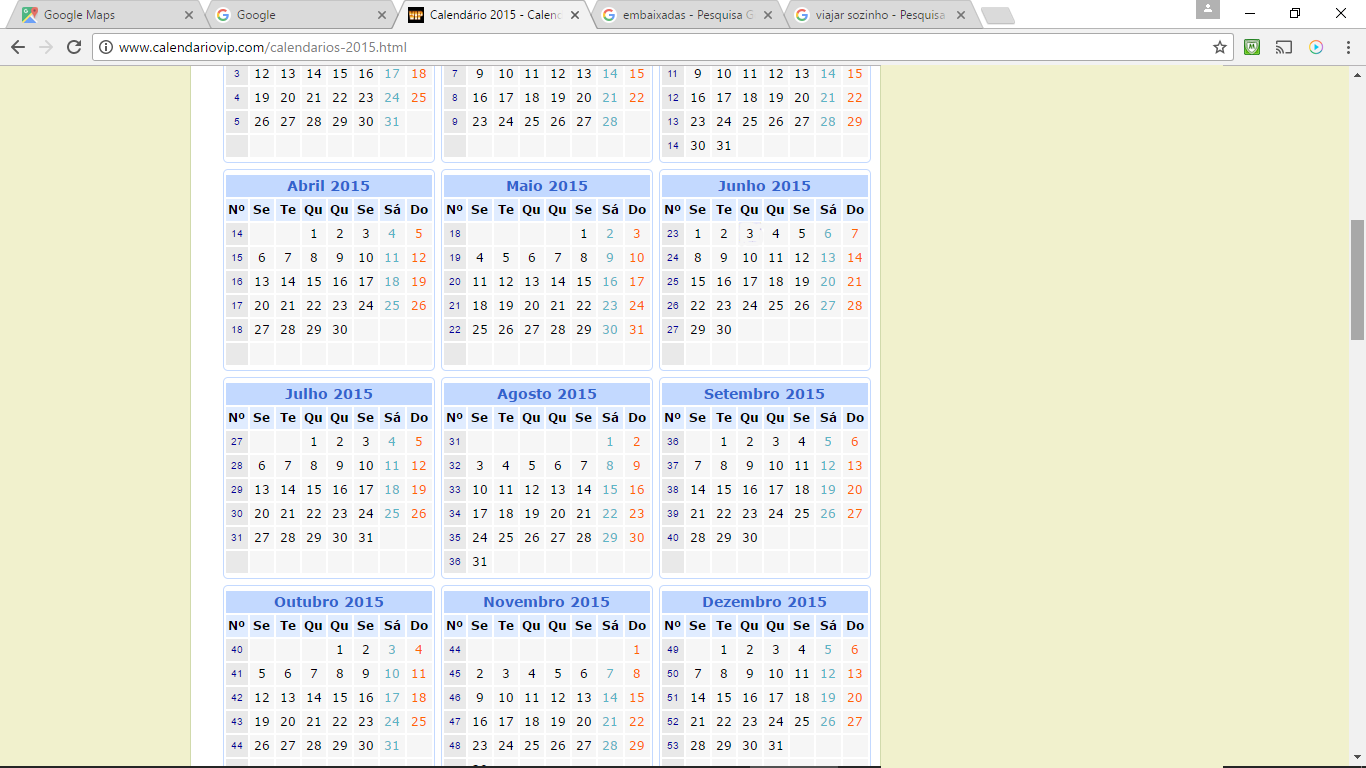 Google Maps
Google
Calendário 2015 - Calend
embaixadas - Pesquisa G
viajar sozinho - Pesquisa
www.calendariovip.com/calendarios-2015.html
3 12 13 14 15 16 17 18
4 19 20 21 22 23 24 25
5 26 27 28 29 30 31
7 9 10 11 12 13 14 15
8 16 17 18 19 20 21 22
9 23 24 25 26 27 28
11 9 10 11 12 13 14 15
12 16 17 18 19 20 21 22
13 23 24 25 26 27 28 29
14 30 31
Abril 2015
Nº Se Te Qu Qu Se Sá Do
14 1 2 3 4 5
15 6 7 8 9 10 11 12
16 13 14 15 16 17 18 19
17 20 21 22 23 24 25 26
18 27 28 29 30
Maio 2015
Nº Se Te Qu Qu Se Sá Do
18 1 2 3
19 4 5 6 7 8 9 10
20 11 12 13 14 15 16 17
21 18 19 20 21 22 23 24
22 25 26 27 28 29 30 31
Junho 2015
Nº Se Te Qu Qu Se Sá Do
23 1 2 3 4 5 6 7
24 8 9 10 11 12 13 14
25 15 16 17 18 19 20 21
26 22 23 24 25 26 27 28
27 29 30
Julho 2015
Nº Se Te Qu Qu Se Sá Do
27 1 2 3 4 5
28 6 7 8 9 10 11 12
29 13 14 15 16 17 18 19
30 20 21 22 23 24 25 26
31 27 28 29 30 31
Agosto 2015
Nº Se Te Qu Qu Se Sá Do
31 1 2
32 3 4 5 6 7 8 9
33 10 11 12 13 14 15 16
34 17 18 19 20 21 22 23
35 24 25 26 27 28 29 30
36 31
Setembro 2015
Nº Se Te Qu Qu Se Sá Do
36 1 2 3 4 5 6
37 7 8 9 10 11 12 13
38 14 15 16 17 18 19 20
39 21 22 23 24 25 26 27
40 28 29 30
Outubro 2015
Nº Se Te Qu Qu Se Sá Do
40 1 2 3 4
41 5 6 7 8 9 10 11
42 12 13 14 15 16 17 18
43 19 20 21 22 23 24 25
44 26 27 28 29 30 31
Novembro 2015
Nº Se Te Qu Qu Se Sá Do
44 1
45 2 3 4 5 6 7 8
46 9 10 11 12 13 14 15
47 16 17 18 19 20 21 22
48 23 24 25 26 27 28 29
Dezembro 2015
Nº Se Te Qu Qu Se Sá Do
49 1 2 3 4 5 6
50 7 8 9 10 11 12 13
51 14 15 16 17 18 19 20
52 21 22 23 24 25 26 27
53 28 29 30 31